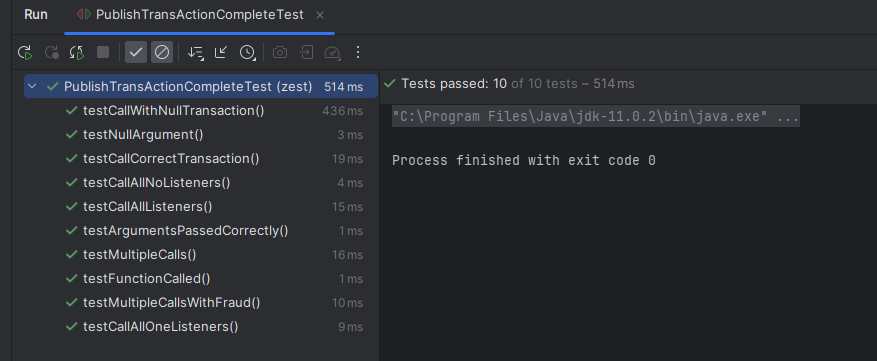 Run PublishTransActionCompleteTest ×
PublishTransActionCompleteTest (zest) 514 ms
testCallWithNullTransaction() 436 ms
testNullArgument() 3 ms
testCallCorrectTransaction() 19 ms
testCallAllNoListeners() 4 ms
testCallAllListeners() 15 ms
testArgumentsPassedCorrectly() 1 ms
testMultipleCalls() 16 ms
testFunctionCalled() 1 ms
testMultipleCallsWithFraud() 10 ms
testCallAllOneListeners() 9 ms
Tests passed: 10 of 10 tests – 514 ms
"C:\Program Files\Java\jdk-11.0.2\bin\java.exe" ...
Process finished with exit code 0